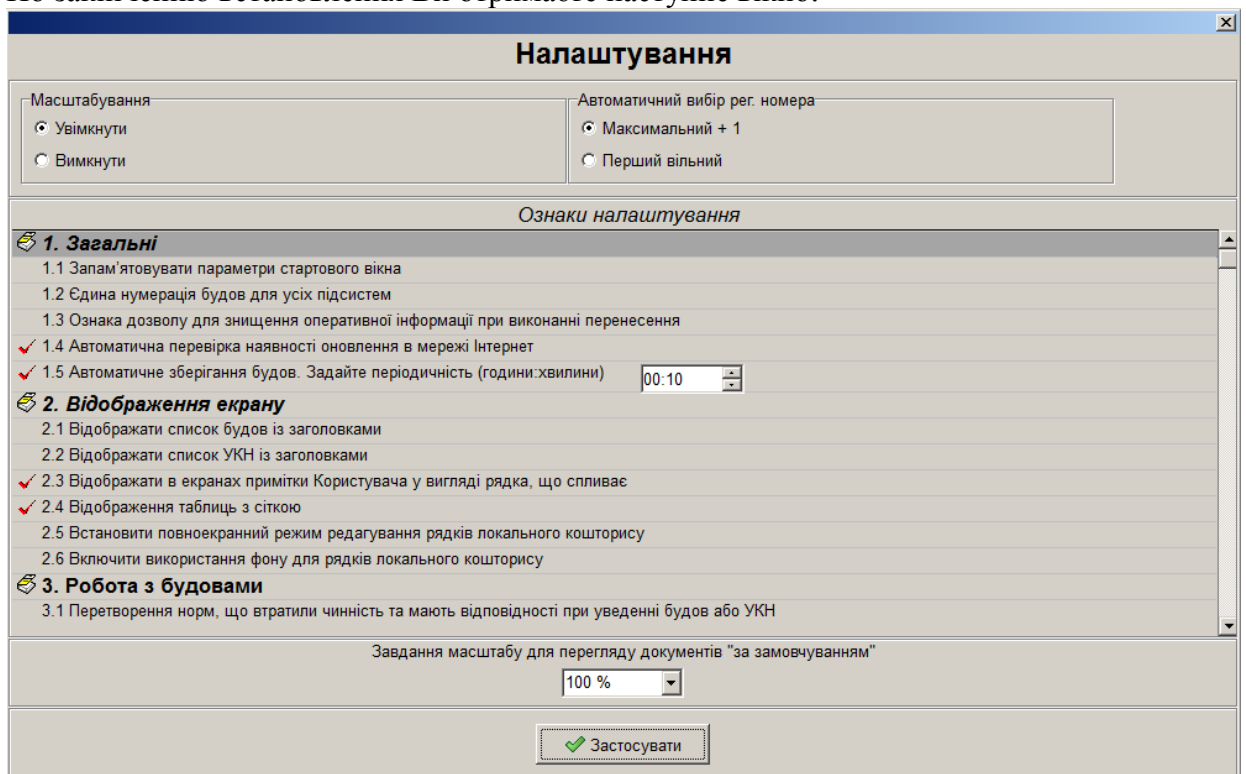 По закінченню встановлення Ви отримаєте наступне вікно:
Налаштування
Масштабування
Автоматичний вибір рег. номера
Увімкнути
Максимальний + 1
Вимкнути
Перший вільний
Ознаки налаштування
1. Загальні
1.1 Запам'ятовувати параметри стартового вікна
1.2 Єдина нумерація будов для усіх підсистем
1.3 Ознака дозволу для знищення оперативної інформації при виконанні перенесення
1.4 Автоматична перевірка наявності оновлення в мережі Інтернет
1.5 Автоматичне зберігання будов. Задайте періодичність (години:хвилини) 00:10
2. Відображення екрану
2.1 Відображати список будов із заголовками
2.2 Відображати список УКН із заголовками
2.3 Відображати в екранах примітки Користувача у вигляді рядка, що спливає
2.4 Відображення таблиць з сіткою
2.5 Встановити повноекранний режим редагування рядків локального кошторису
2.6 Включити використання фону для рядків локального кошторису
3. Робота з будовами
3.1 Перетворення норм, що втратили чинність та мають відповідності при уведенні будов або УКН
Завдання масштабу для перегляду документів "за замовчуванням"
100 %
Застосувати